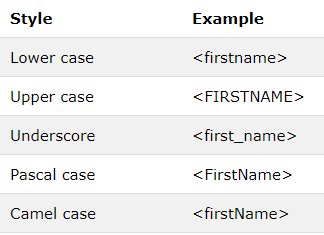 Style Example
Lower case <firstname>
Upper case <FIRSTNAME>
Underscore <first_name>
Pascal case <FirstName>
Camel case <firstName>